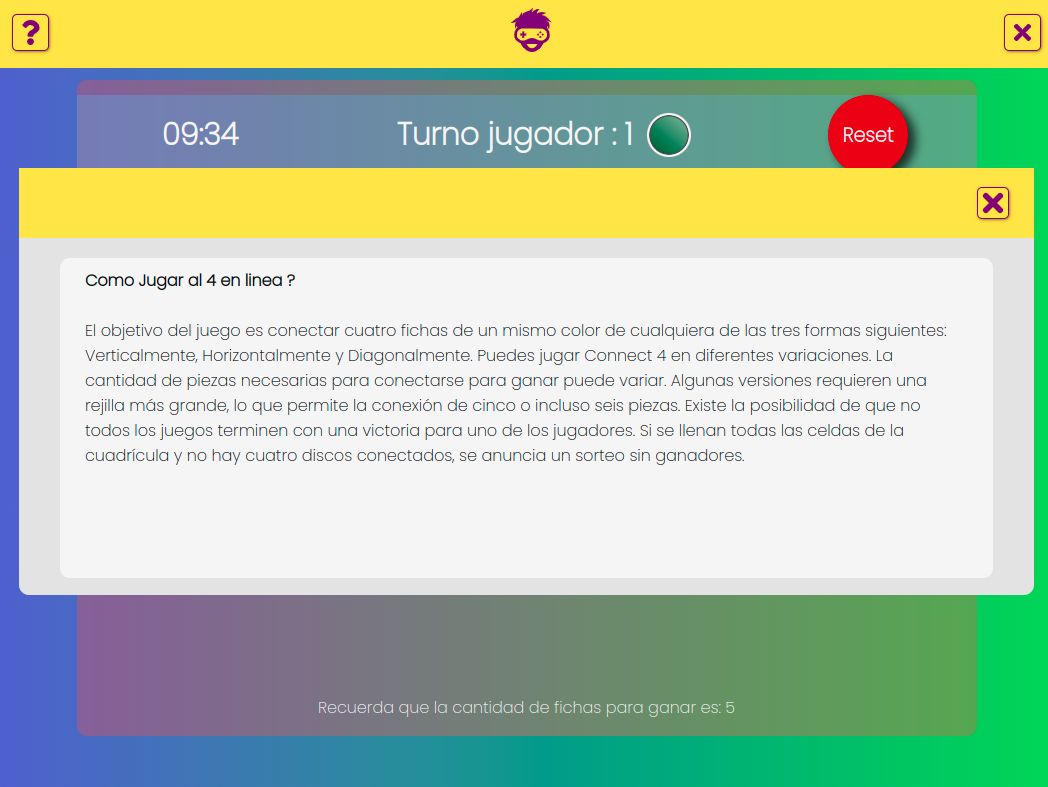 ?
09:34
Turno jugador : 1
Reset
Como Jugar al 4 en linea ?
El objetivo del juego es conectar cuatro fichas de un mismo color de cualquiera de las tres formas siguientes:
Verticalmente, Horizontalmente y Diagonalmente. Puedes jugar Connect 4 en diferentes variaciones. La
cantidad de piezas necesarias para conectarse para ganar puede variar. Algunas versiones requieren una
rejilla más grande, lo que permite la conexión de cinco o incluso seis piezas. Existe la posibilidad de que no
todos los juegos terminen con una victoria para uno de los jugadores. Si se llenan todas las celdas de la
cuadrícula y no hay cuatro discos conectados, se anuncia un sorteo sin ganadores.
Recuerda que la cantidad de fichas para ganar es: 5